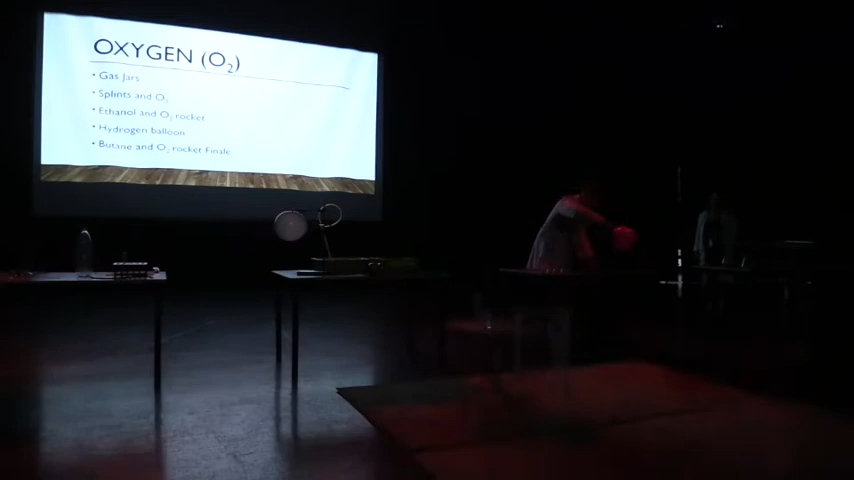 OXYGEN (O₂)
• Gas Jars
• Splints and O₂
• Ethanol and O₂ rocket
• Hydrogen balloon
• Butane and O₂ rocket Finale